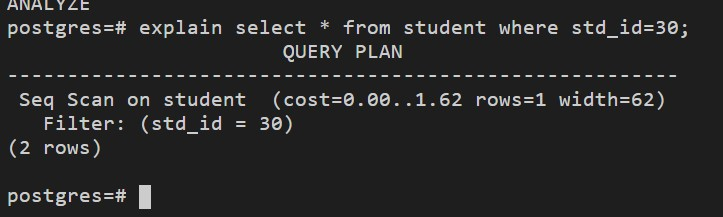 ANALYZE
postgres=# explain select * from student where std_id=30;
QUERY PLAN
--------------------------------------------------------
Seq Scan on student  (cost=0.00..1.62 rows=1 width=62)
Filter: (std_id = 30)
(2 rows)
postgres=#